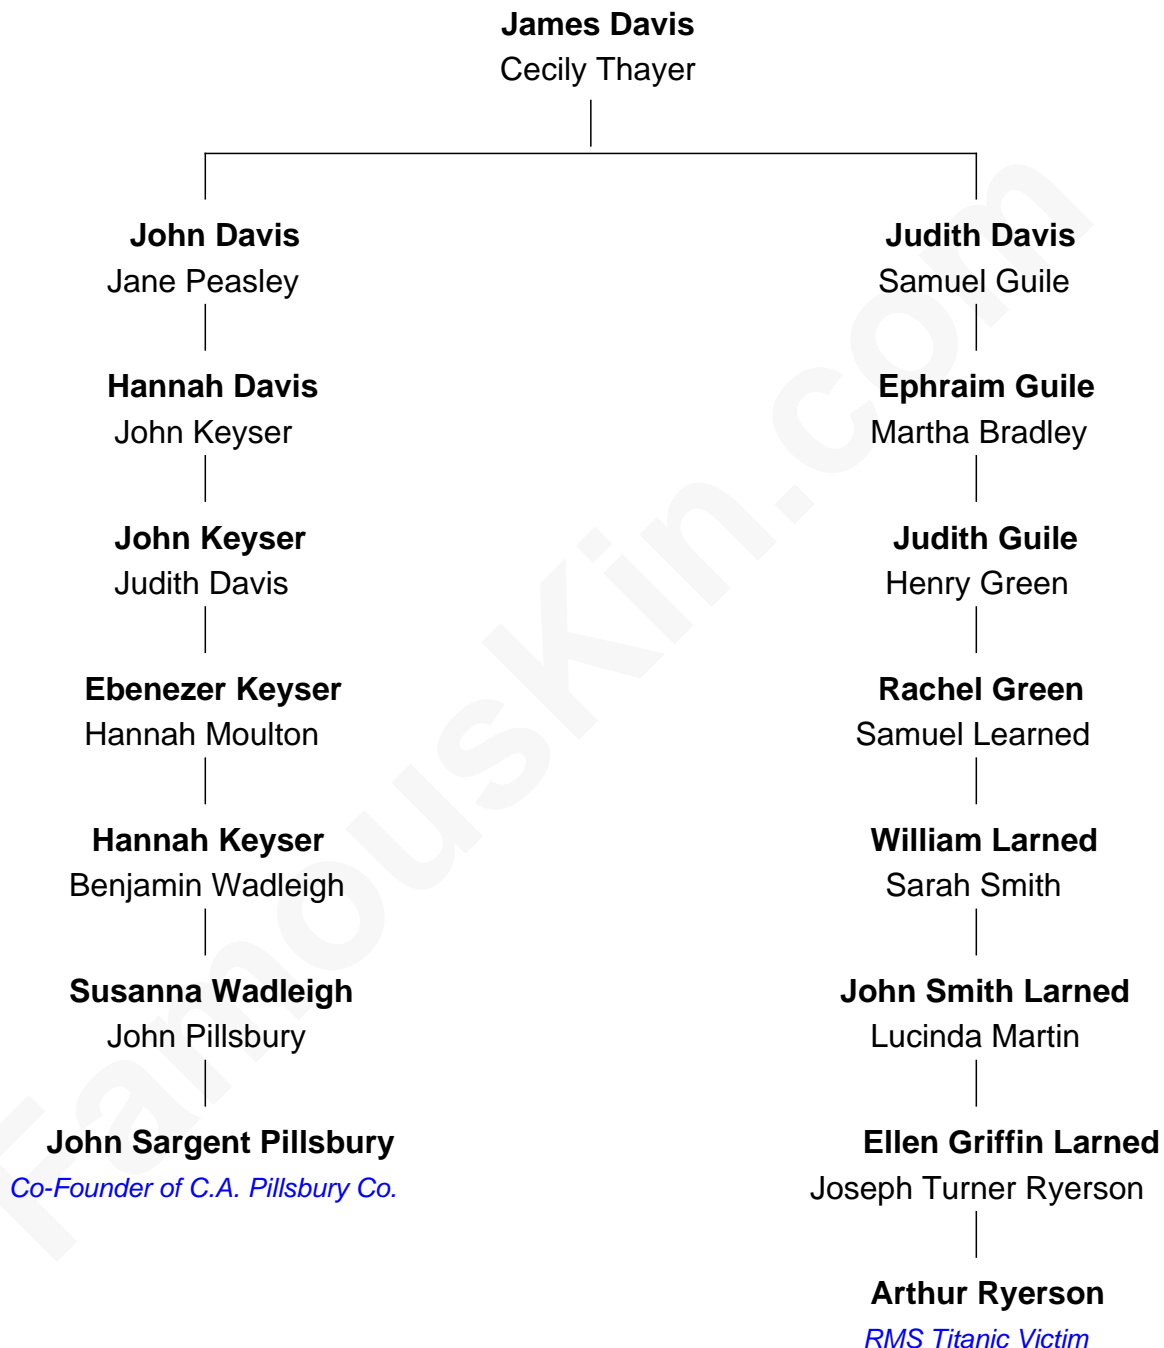 James Davis
Cecily Thayer
John Davis
Jane Peasley
Judith Davis
Samuel Guile
Hannah Davis
John Keyser
Ephraim Guile
Martha Bradley
John Keyser
Judith Davis
Judith Guile
Henry Green
Ebenezer Keyser
Hannah Moulton
Rachel Green
Samuel Learned
Hannah Keyser
Benjamin Wadleigh
William Larned
Sarah Smith
Susanna Wadleigh
John Pillsbury
John Smith Larned
Lucinda Martin
John Sargent Pillsbury
Co-Founder of C.A. Pillsbury Co.
Ellen Griffin Larned
Joseph Turner Ryerson
Arthur Ryerson
RMS Titanic Victim
FamousKin.com